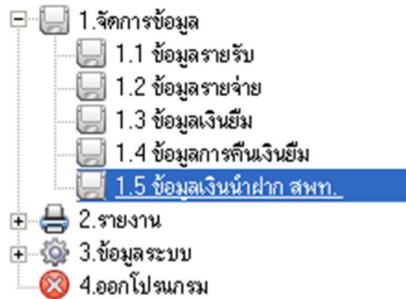 1.จัดการข้อมูล
1.1 ข้อมูลรายรับ
1.2 ข้อมูลรายจ่าย
1.3 ข้อมูลเงินยืม
1.4 ข้อมูลการคืนเงินยืม
1.5 ข้อมูลเงินนำฝาก สพท.
2.รายงาน
3.ข้อมูลระบบ
4.ออกโปรแกรม